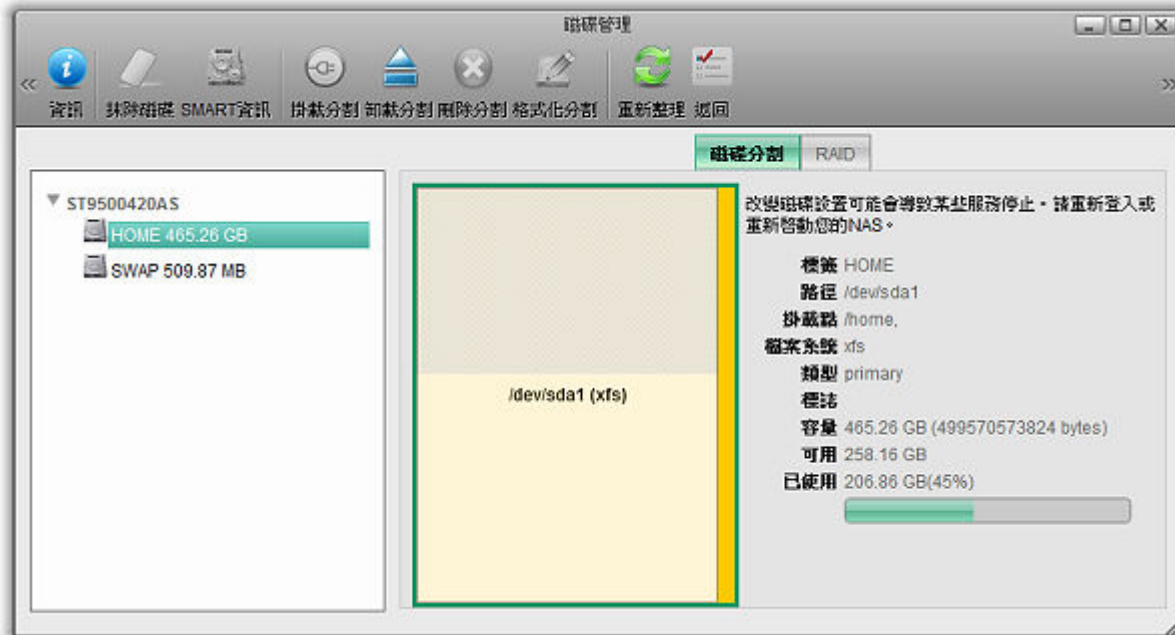 磁碟管理
資訊 抹除磁碟 SMART資訊 掛載分割 卸載分割 刪除分割 格式化分割 重新整理 返回
磁碟分割 RAID
ST9500420AS
HOME 465.26 GB
SWAP 509.87 MB
/dev/sda1 (xfs)
改變磁碟設置可能會導致某些服務停止。請重新登入或
重新啓動您的NAS。
標籤 HOME
路徑 /dev/sda1
掛載點 /home,
檔案系統 xfs
類型 primary
標誌
容量 465.26 GB (499570573824 bytes)
可用 258.16 GB
已使用 206.86 GB(45%)